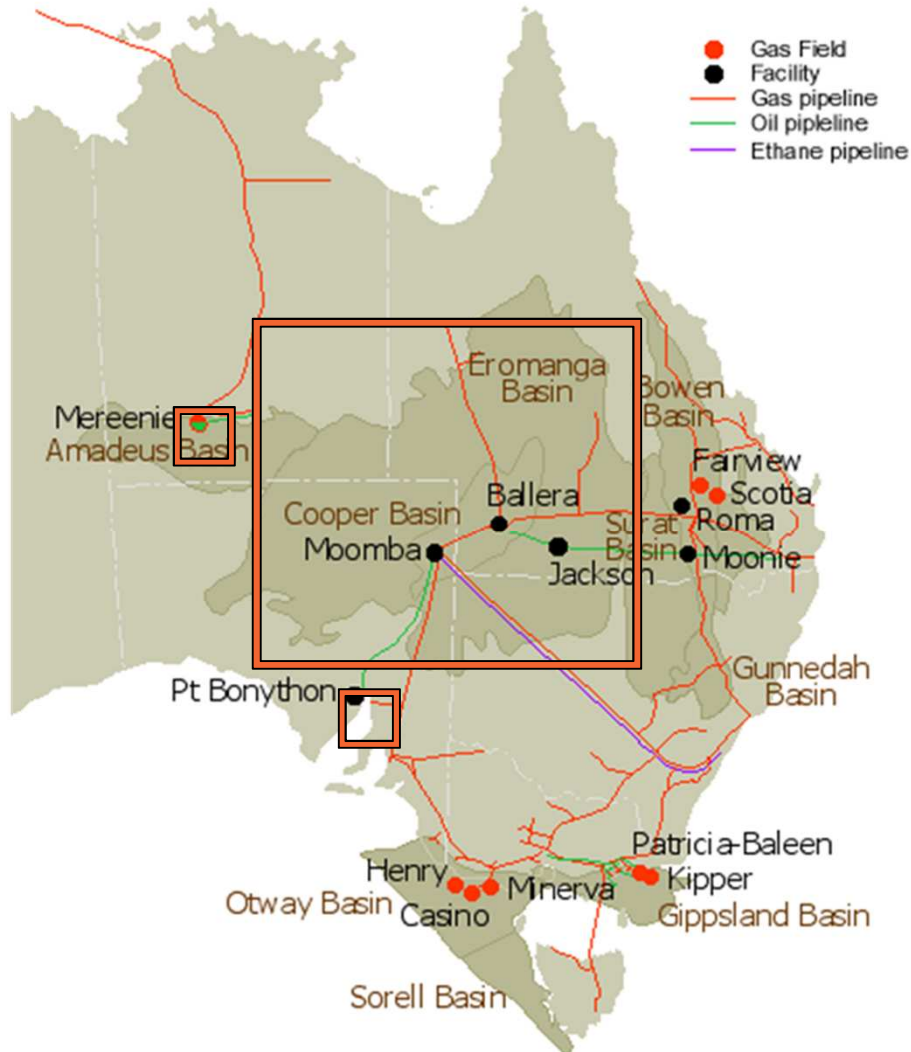 Gas Field
Facility
Gas pipeline
Oil pipleline
Ethane pipeline
Eromanga
Basin
Bowen
Basin
Mereenie
Amadeus Basin
Fairview
Scotia
Ballera
Roma
Cooper Basin
Surat
Basin
Moomba
Moonie
Jackson
Gunnedah
Basin
Pt Bonython
Patricia-Baleen
Henry
Minerva
Kipper
Otway Basin
Casino
Gippsland Basin
Sorell Basin